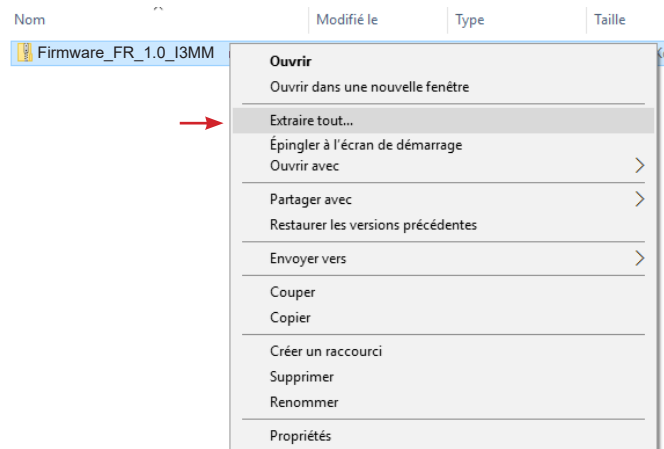 Nom Modifié le Type Taille
Firmware_FR_1.0_I3MM
Ouvrir
Ouvrir dans une nouvelle fenêtre
Extraire tout...
Épingler à l'écran de démarrage
Ouvrir avec
Partager avec
Restaurer les versions précédentes
Envoyer vers
Couper
Copier
Créer un raccourci
Supprimer
Renommer
Propriétés